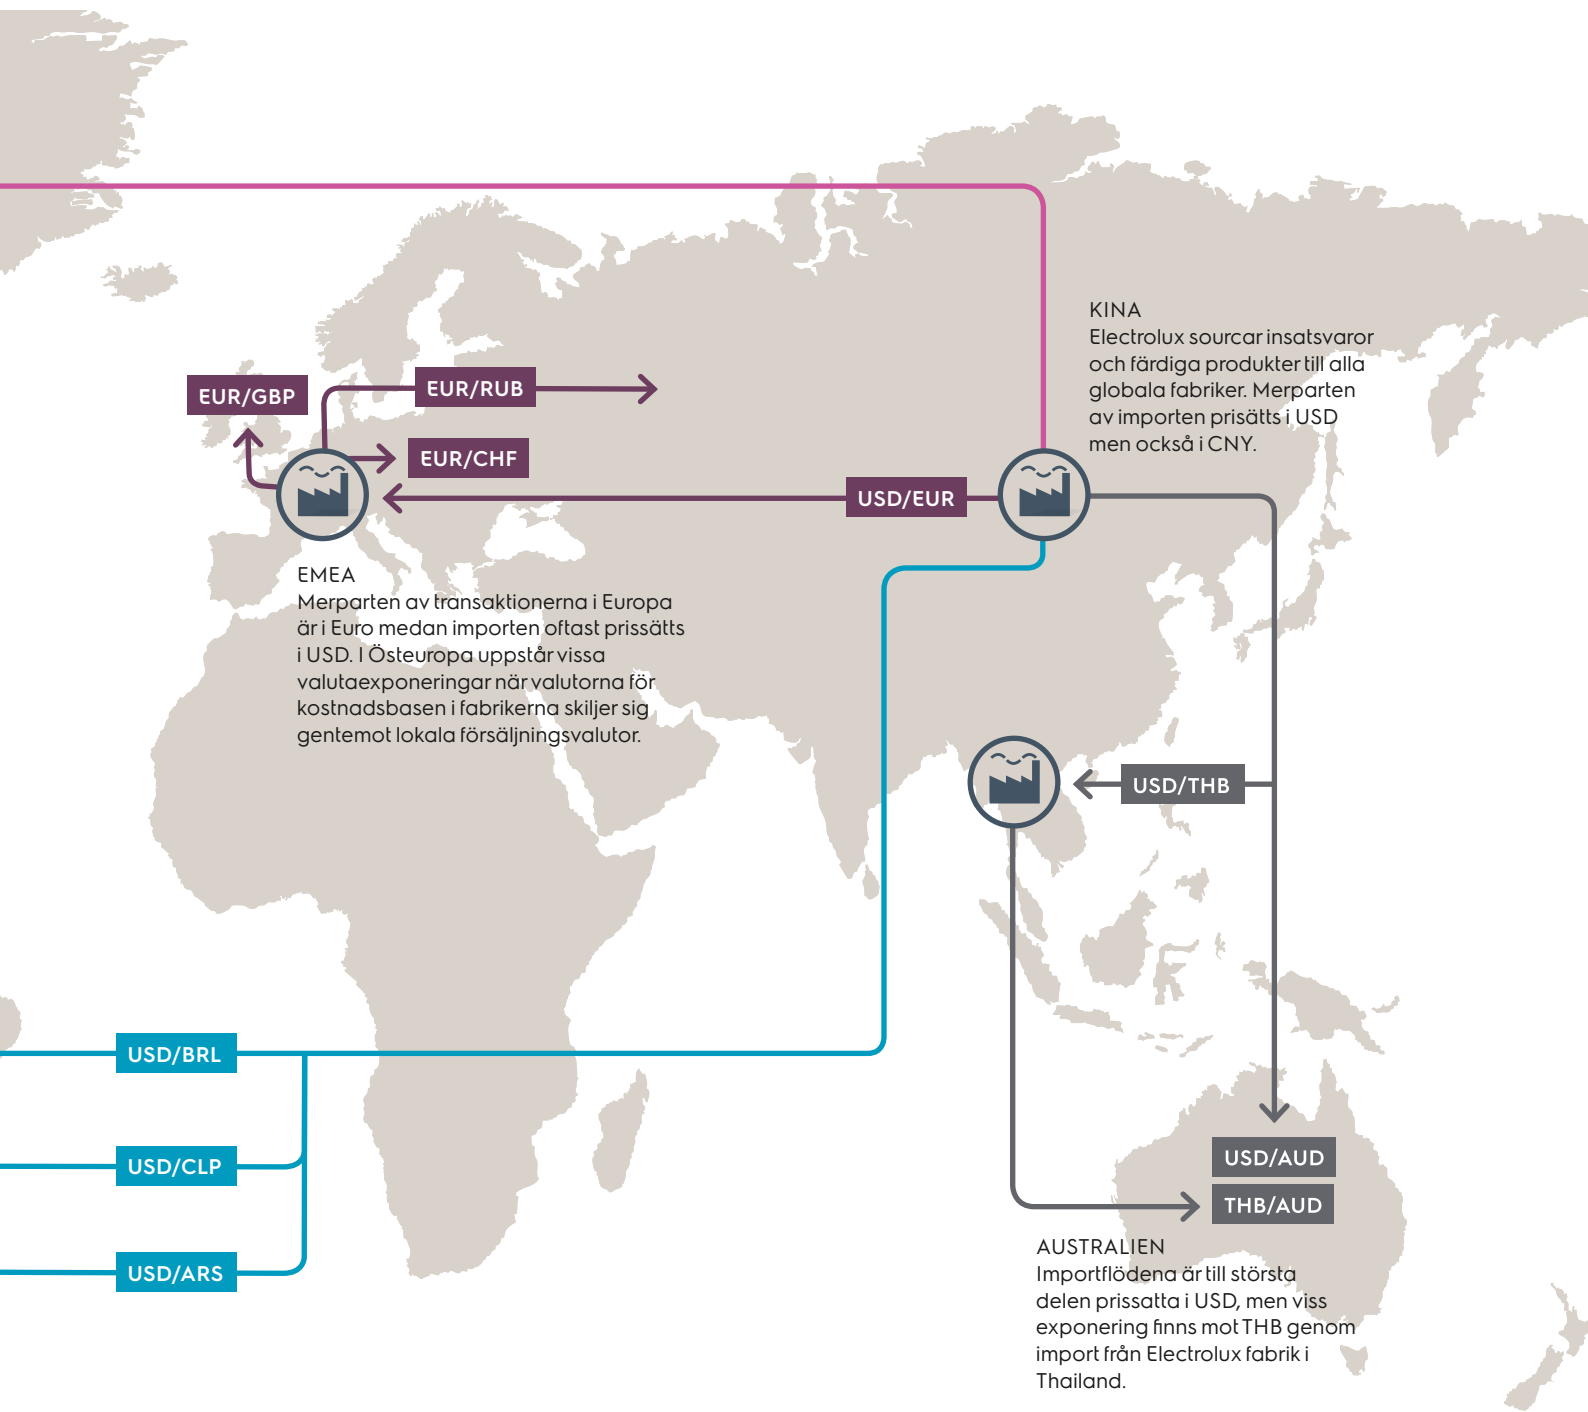 KINA
Electrolux sourcar insatsvaror
och färdiga produkter till alla
globala fabriker. Merparten
av importen prisätts i USD
men också i CNY.
EUR/GBP
EUR/RUB
EUR/CHF
USD/EUR
EMEA
Merparten av transaktionerna i Europa
är i Euro medan importen oftast prissätts
i USD. I Östeuropa uppstår vissa
valutaexponeringar när valutorna för
kostnadsbasen i fabrikerna skiljer sig
gentemot lokala försäljningsvalutor.
USD/THB
USD/BRL
USD/CLP
USD/ARS
USD/AUD
THB/AUD
AUSTRALIEN
Importflödena är till största
delen prissatta i USD, men viss
exponering finns mot THB genom
import från Electrolux fabrik i
Thailand.